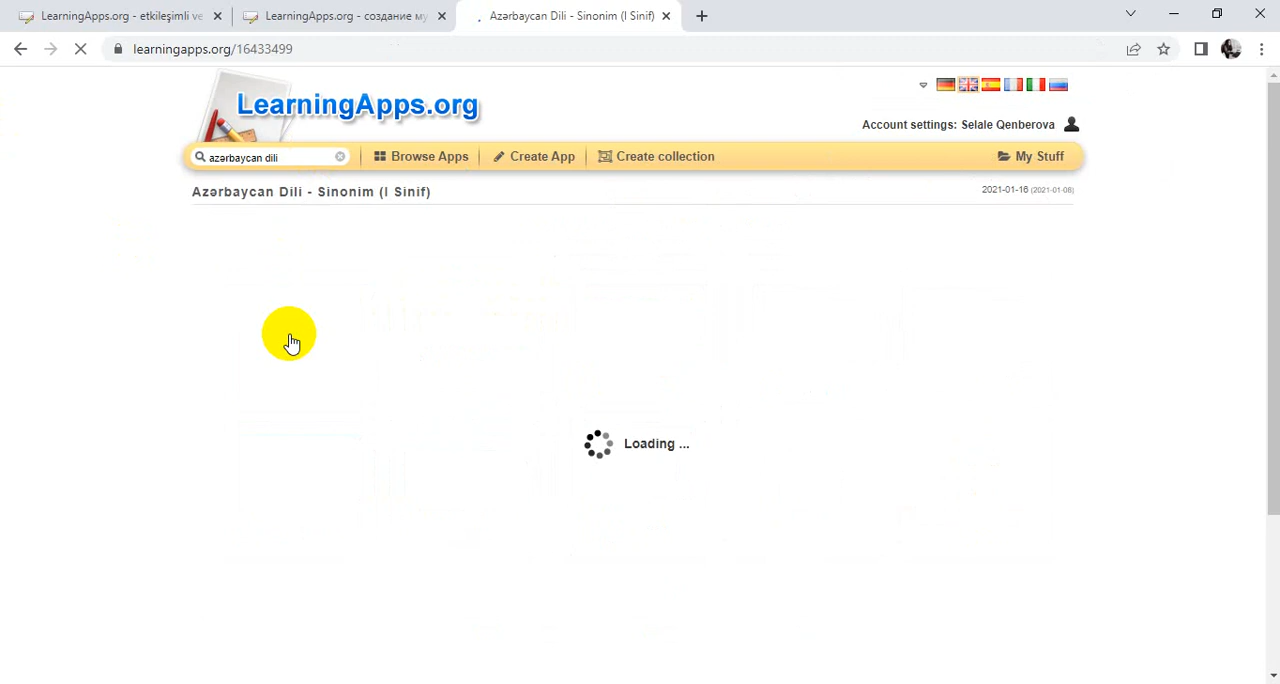 LearningApps.org - etkileşimli ve
LearningApps.org - создание му
Azərbaycan Dili - Sinonim (I Sinif)
learningapps.org/16433499
LearningApps.org
Account settings: Selale Qenberova
azərbaycan dili
Browse Apps
Create App
Create collection
My Stuff
Azərbaycan Dili - Sinonim (I Sinif)
2021-01-16 (2021-01-08)
Loading ...